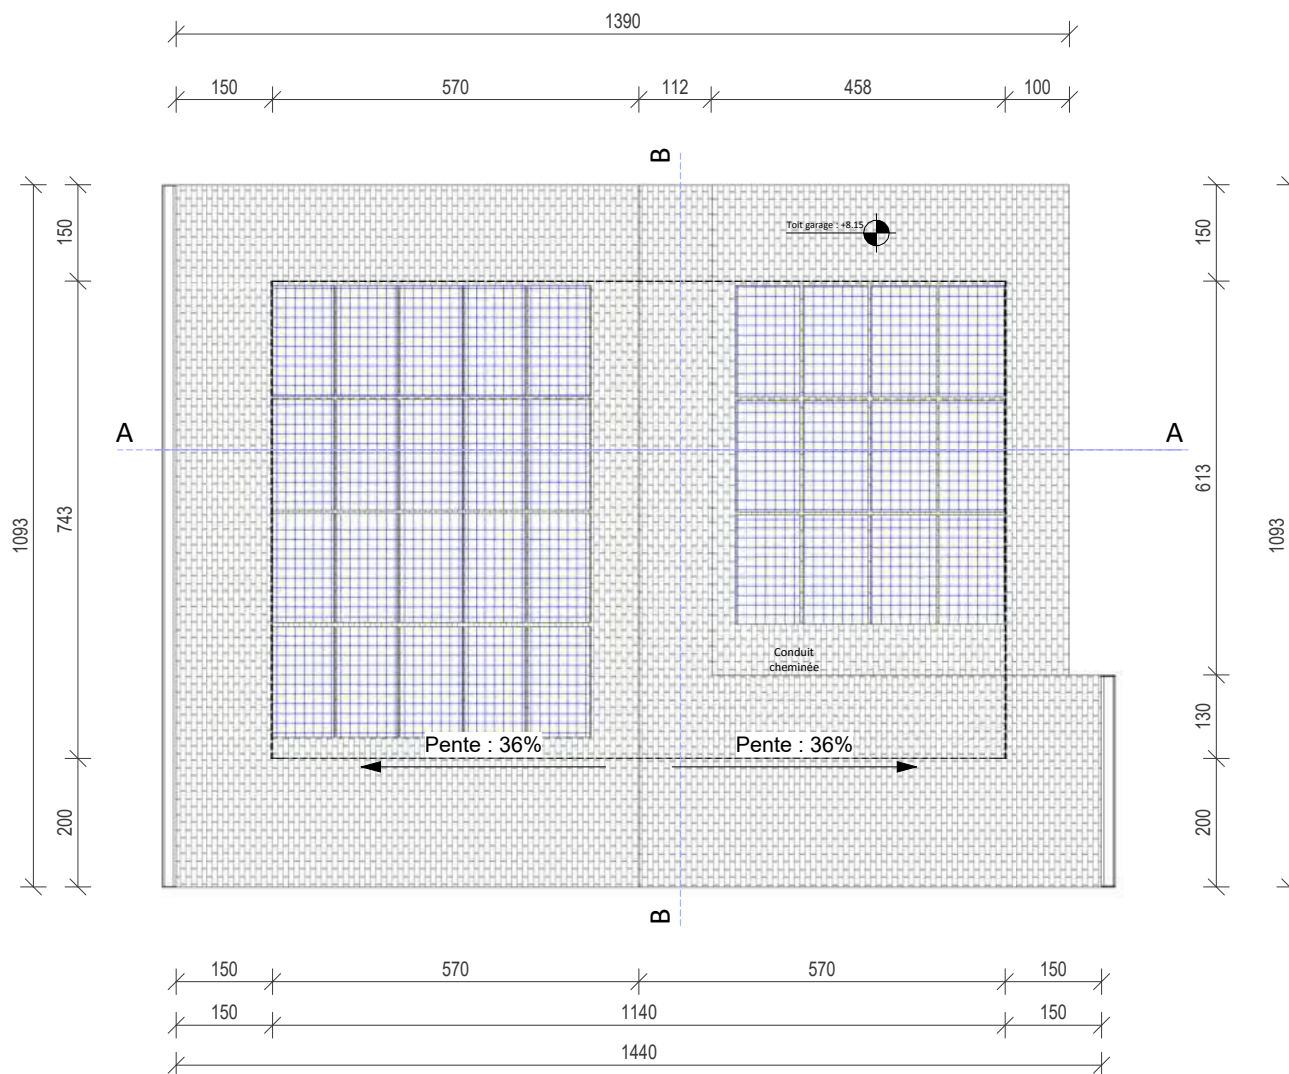 1390
150 570 112 458 100
B
Toit garage : +8.15
150
150
A
A
743
613
1093
1093
Conduit
cheminée
130
Pente : 36%
Pente : 36%
200
200
B
150 570 570 150
150 1140 150
1440